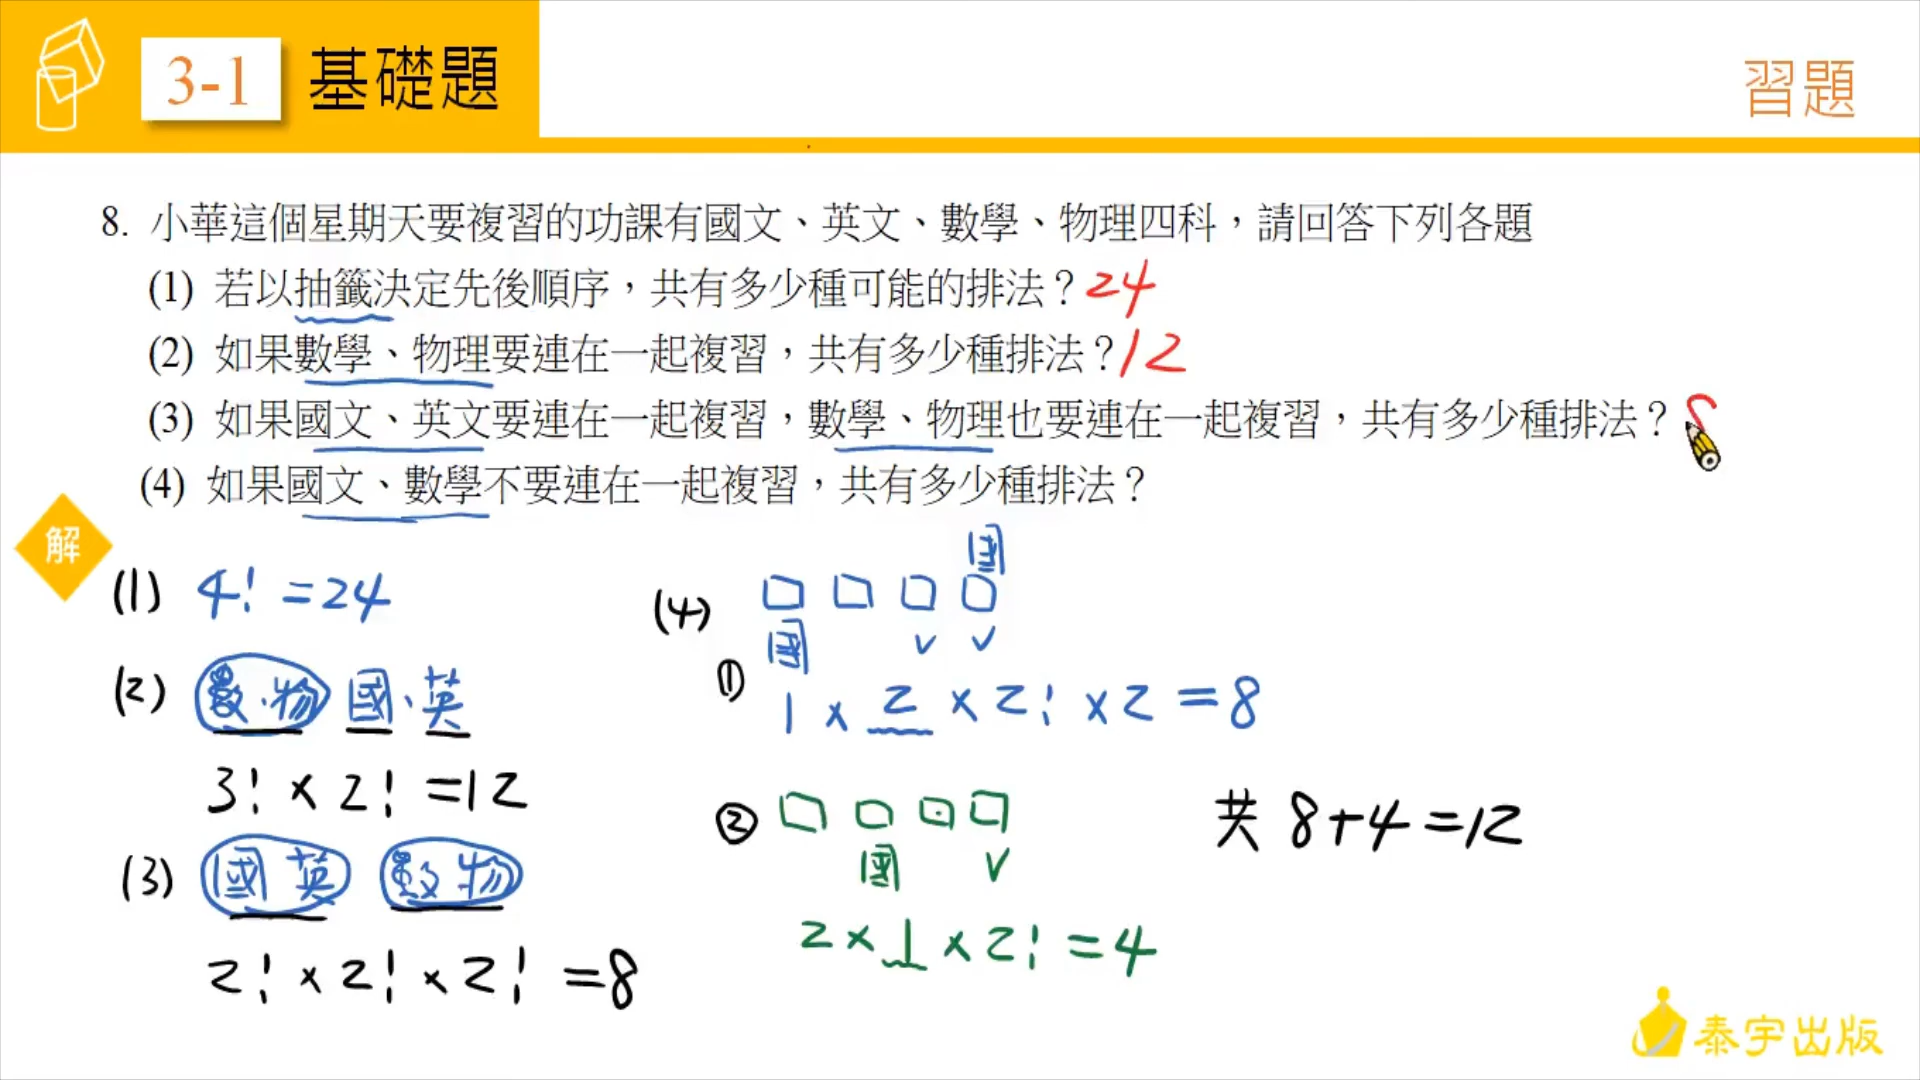 3-1 基礎題
習題
8. 小華這個星期天要複習的功課有國文、英文、數學、物理四科，請回答下列各題
(1) 若以抽籤決定先後順序，共有多少種可能的排法？24
(2) 如果數學、物理要連在一起複習，共有多少種排法？12
(3) 如果國文、英文要連在一起複習，數學、物理也要連在一起複習，共有多少種排法？
(4) 如果國文、數學不要連在一起複習，共有多少種排法？
解
(1) 4! =24
(2) 數·物 國·英
3! × 2! =12
(3) 國 英 數 物
2! × 2! × 2! =8
(4) □ □ □ □ 國
國 v v
① 1 × 2 × 2! × 2 =8
② □ □ □ □
國 v
2 × 1 × 2! =4
共 8+4=12
泰宇出版